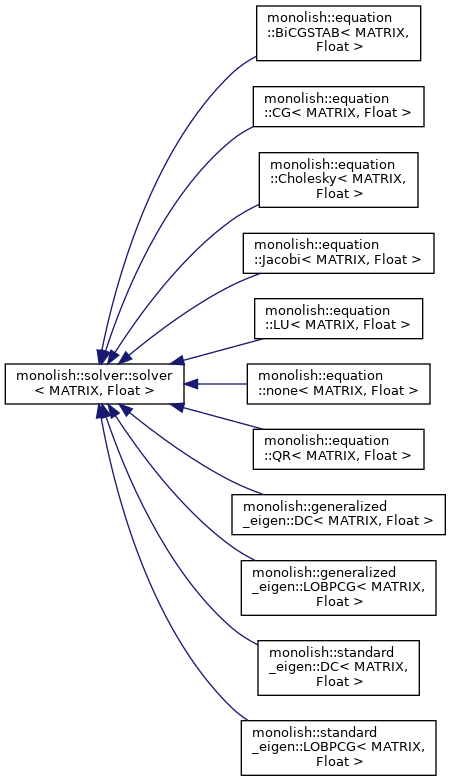 monolish::equation
::BiCGSTAB< MATRIX,
Float >
monolish::equation
::CG< MATRIX, Float >
monolish::equation
::Cholesky< MATRIX,
Float >
monolish::equation
::Jacobi< MATRIX, Float >
monolish::equation
::LU< MATRIX, Float >
monolish::solver::solver
< MATRIX, Float >
monolish::equation
::none< MATRIX, Float >
monolish::equation
::QR< MATRIX, Float >
monolish::generalized
_eigen::DC< MATRIX, Float >
monolish::generalized
_eigen::LOBPCG< MATRIX,
Float >
monolish::standard
_eigen::DC< MATRIX,
Float >
monolish::standard
_eigen::LOBPCG< MATRIX,
Float >